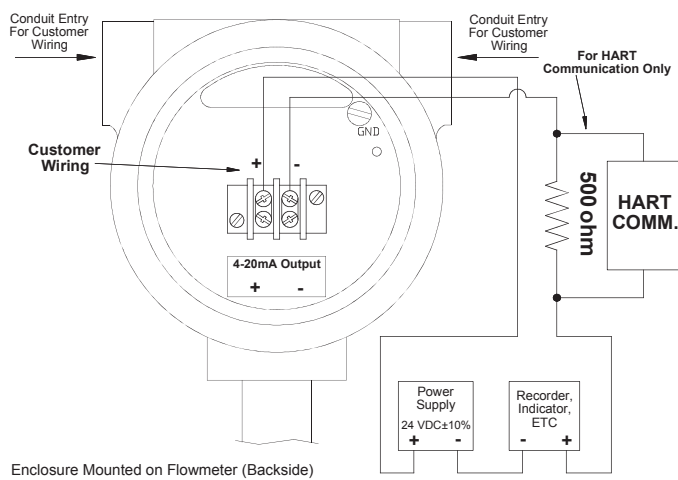 Conduit Entry
For Customer
Wiring
Conduit Entry
For Customer
Wiring
For HART
Communication Only
GND
Customer
Wiring
+ -
500 ohm
HART
COMM.
4-20mA Output
+ -
Power
Supply
24 VDC±10%
+ -
Recorder,
Indicator,
ETC
- +
Enclosure Mounted on Flowmeter (Backside)